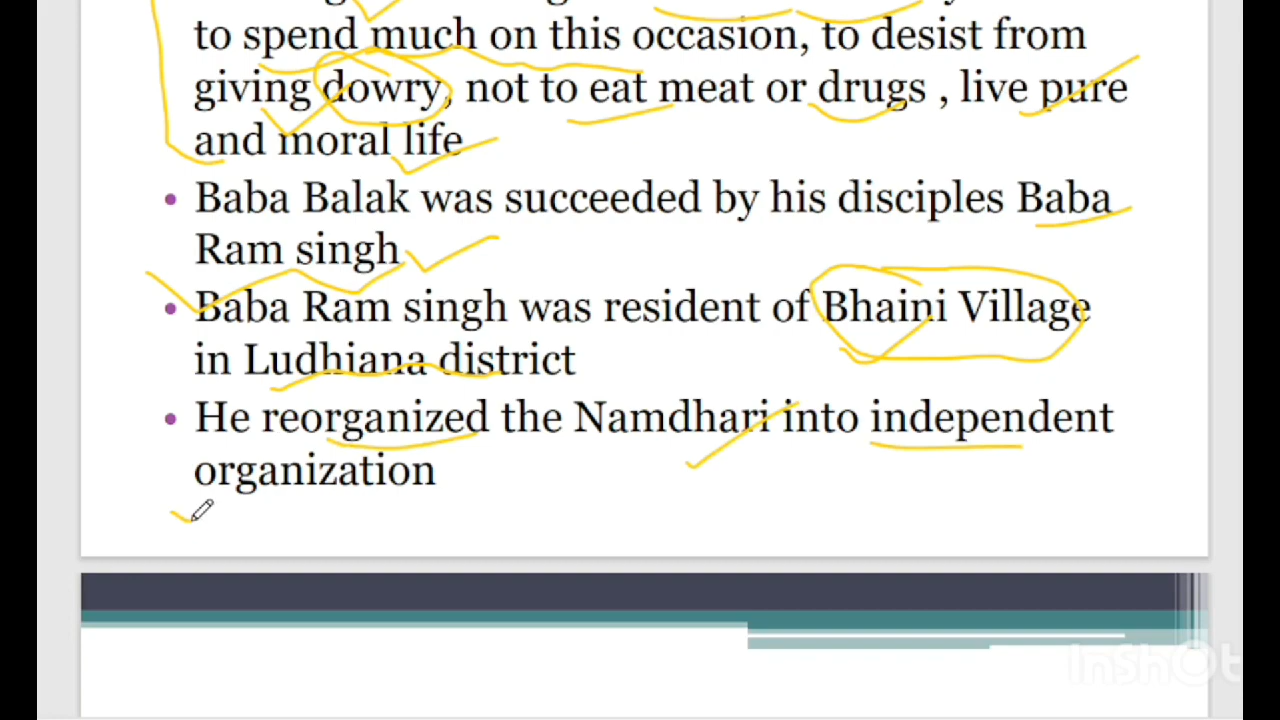 to spend much on this occasion, to desist from
giving dowry, not to eat meat or drugs , live pure
and moral life
• Baba Balak was succeeded by his disciples Baba
Ram singh
• Baba Ram singh was resident of Bhaini Village
in Ludhiana district
• He reorganized the Namdhari into independent
organization
InShOt